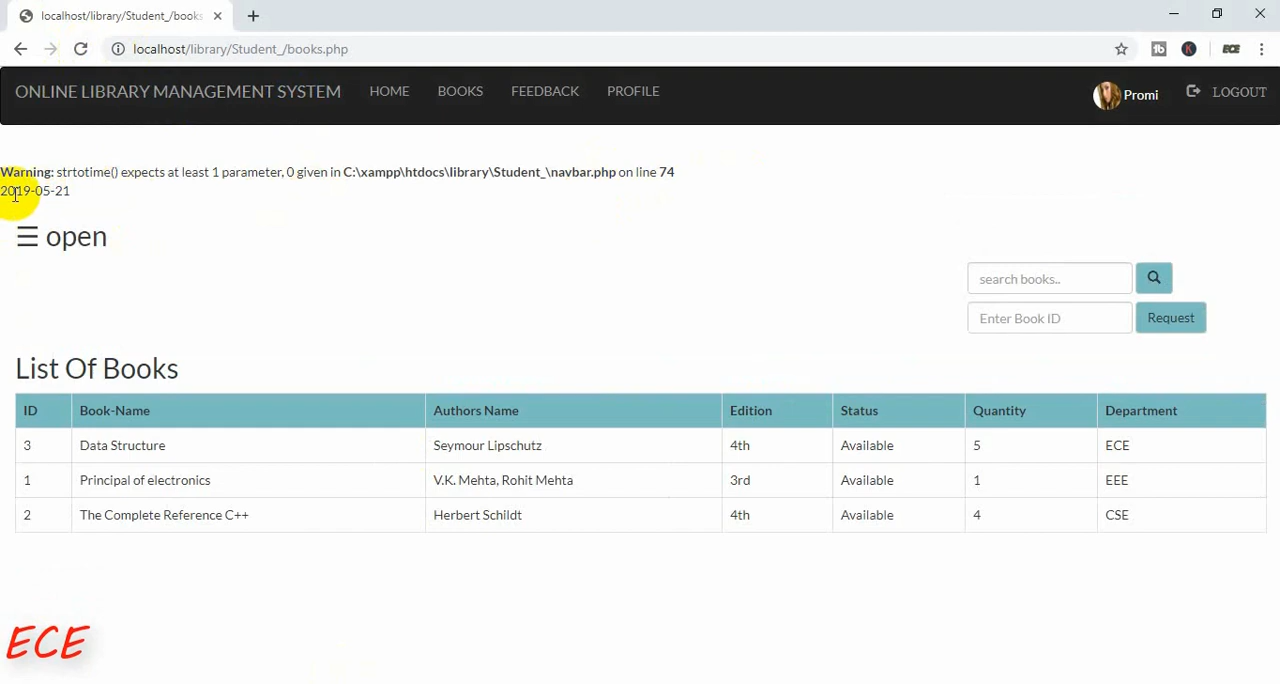 localhost/library/Student_/books
localhost/library/Student_/books.php
ECE
ONLINE LIBRARY MANAGEMENT SYSTEM HOME BOOKS FEEDBACK PROFILE Promi LOGOUT
Warning: strtotime() expects at least 1 parameter, 0 given in C:\xampp\htdocs\library\Student_\navbar.php on line 74
2019-05-21
☰ open
search books..
Enter Book ID Request
List Of Books
ID Book-Name Authors Name Edition Status Quantity Department
3 Data Structure Seymour Lipschutz 4th Available 5 ECE
1 Principal of electronics V.K. Mehta, Rohit Mehta 3rd Available 1 EEE
2 The Complete Reference C++ Herbert Schildt 4th Available 4 CSE
ECE